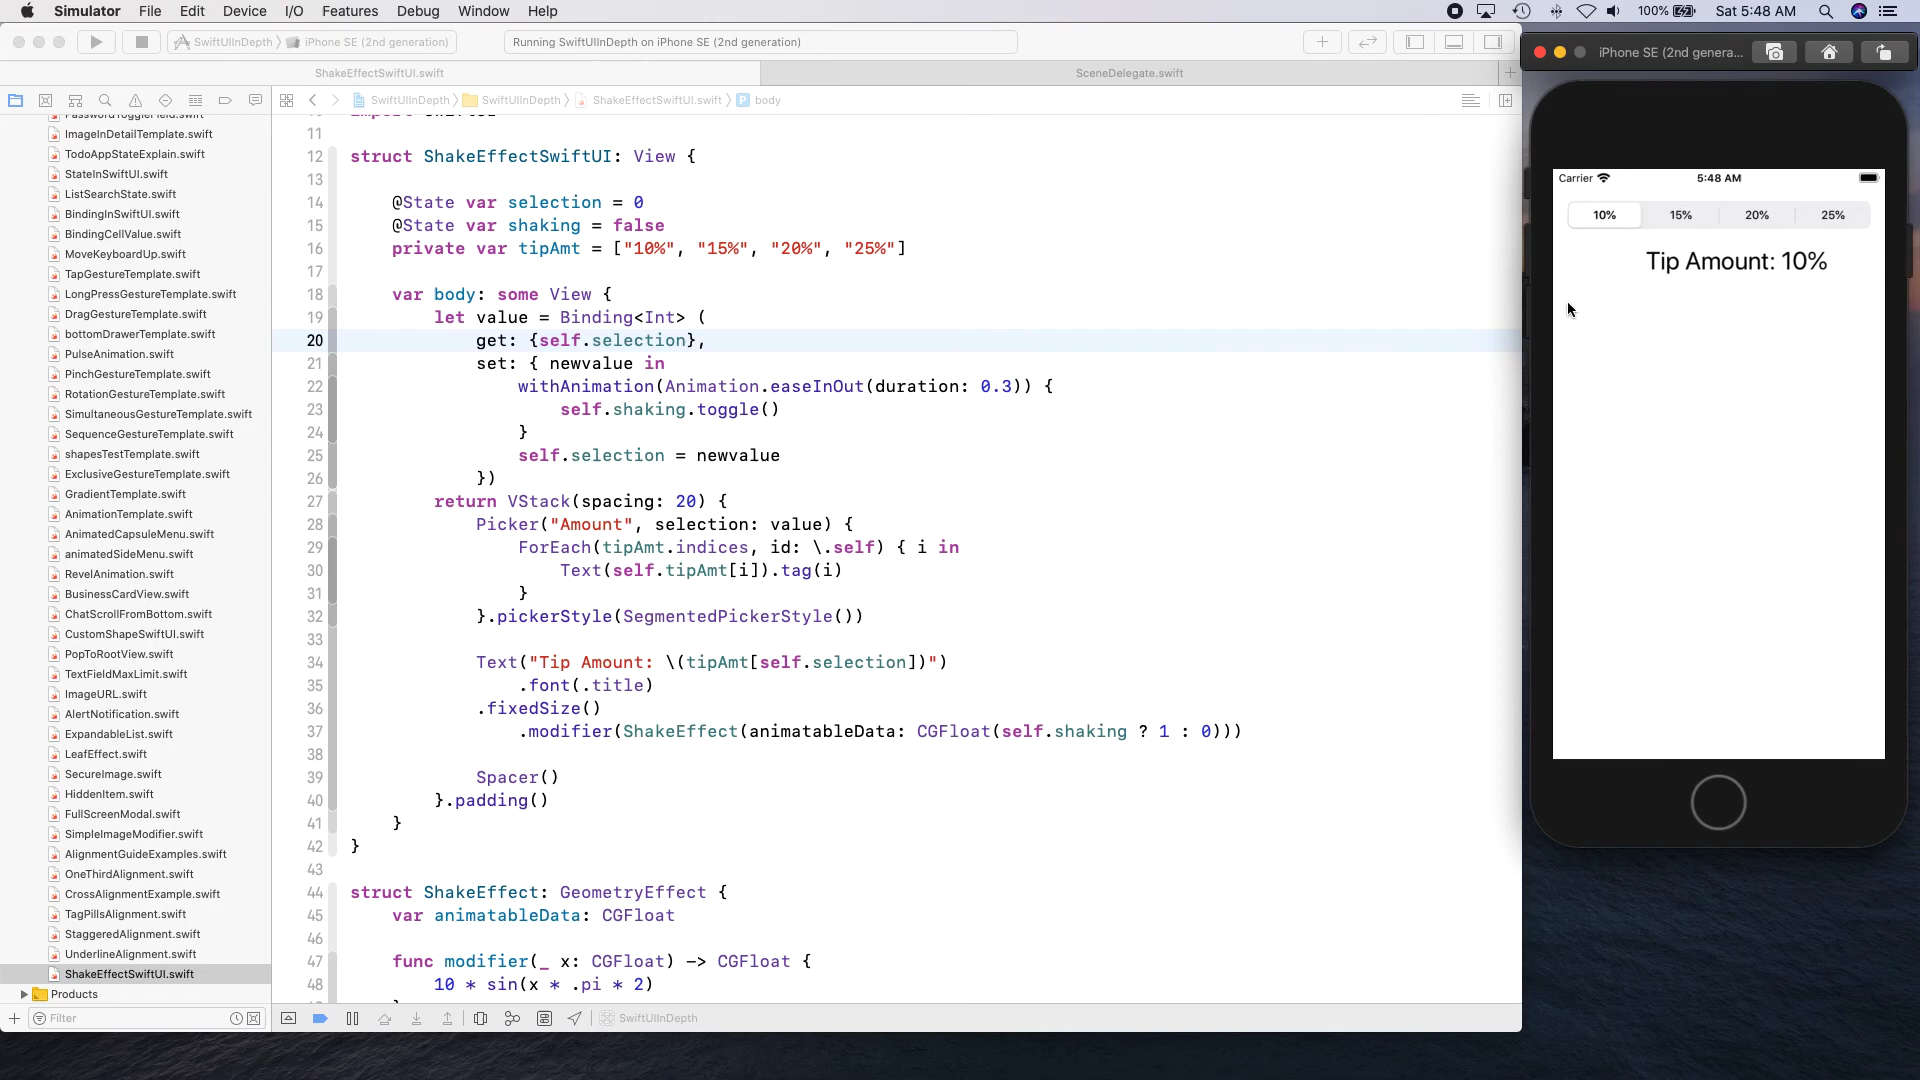 Simulator File Edit Device I/O Features Debug Window Help
100% Sat 5:48 AM
SwiftUIInDepth iPhone SE (2nd generation)
Running SwiftUIInDepth on iPhone SE (2nd generation)
iPhone SE (2nd genera...
ShakeEffectSwiftUI.swift
SceneDelegate.swift
SwiftUIInDepth SwiftUIInDepth ShakeEffectSwiftUI.swift body
ImageInDetailTemplate.swift
TodoAppStateExplain.swift
StateInSwiftUI.swift
ListSearchState.swift
BindingInSwiftUI.swift
BindingCellValue.swift
MoveKeyboardUp.swift
TapGestureTemplate.swift
LongPressGestureTemplate.swift
DragGestureTemplate.swift
bottomDrawerTemplate.swift
PulseAnimation.swift
PinchGestureTemplate.swift
RotationGestureTemplate.swift
SimultaneousGestureTemplate.swift
SequenceGestureTemplate.swift
shapesTestTemplate.swift
ExclusiveGestureTemplate.swift
GradientTemplate.swift
AnimationTemplate.swift
AnimatedCapsuleMenu.swift
animatedSideMenu.swift
RevelAnimation.swift
BusinessCardView.swift
ChatScrollFromBottom.swift
CustomShapeSwiftUI.swift
PopToRootView.swift
TextFieldMaxLimit.swift
ImageURL.swift
AlertNotification.swift
ExpandableList.swift
LeafEffect.swift
SecureImage.swift
HiddenItem.swift
FullScreenModal.swift
SimpleImageModifier.swift
AlignmentGuideExamples.swift
OneThirdAlignment.swift
CrossAlignmentExample.swift
TagPillsAlignment.swift
StaggeredAlignment.swift
UnderlineAlignment.swift
ShakeEffectSwiftUI.swift
Products
Filter
11
12 struct ShakeEffectSwiftUI: View {
13
14 @State var selection = 0
15 @State var shaking = false
16 private var tipAmt = ["10%", "15%", "20%", "25%"]
17
18 var body: some View {
19 let value = Binding<Int> (
20 get: {self.selection},
21 set: { newvalue in
22 withAnimation(Animation.easeInOut(duration: 0.3)) {
23 self.shaking.toggle()
24 }
25 self.selection = newvalue
26 })
27 return VStack(spacing: 20) {
28 Picker("Amount", selection: value) {
29 ForEach(tipAmt.indices, id: \.self) { i in
30 Text(self.tipAmt[i]).tag(i)
31 }
32 }.pickerStyle(SegmentedPickerStyle())
33
34 Text("Tip Amount: \(tipAmt[self.selection])")
35 .font(.title)
36 .fixedSize()
37 .modifier(ShakeEffect(animatableData: CGFloat(self.shaking ? 1 : 0)))
38
39 Spacer()
40 }.padding()
41 }
42 }
43
44 struct ShakeEffect: GeometryEffect {
45 var animatableData: CGFloat
46
47 func modifier(_ x: CGFloat) -> CGFloat {
48 10 * sin(x * .pi * 2)
SwiftUIInDepth
Carrier 5:48 AM
10% 15% 20% 25%
Tip Amount: 10%